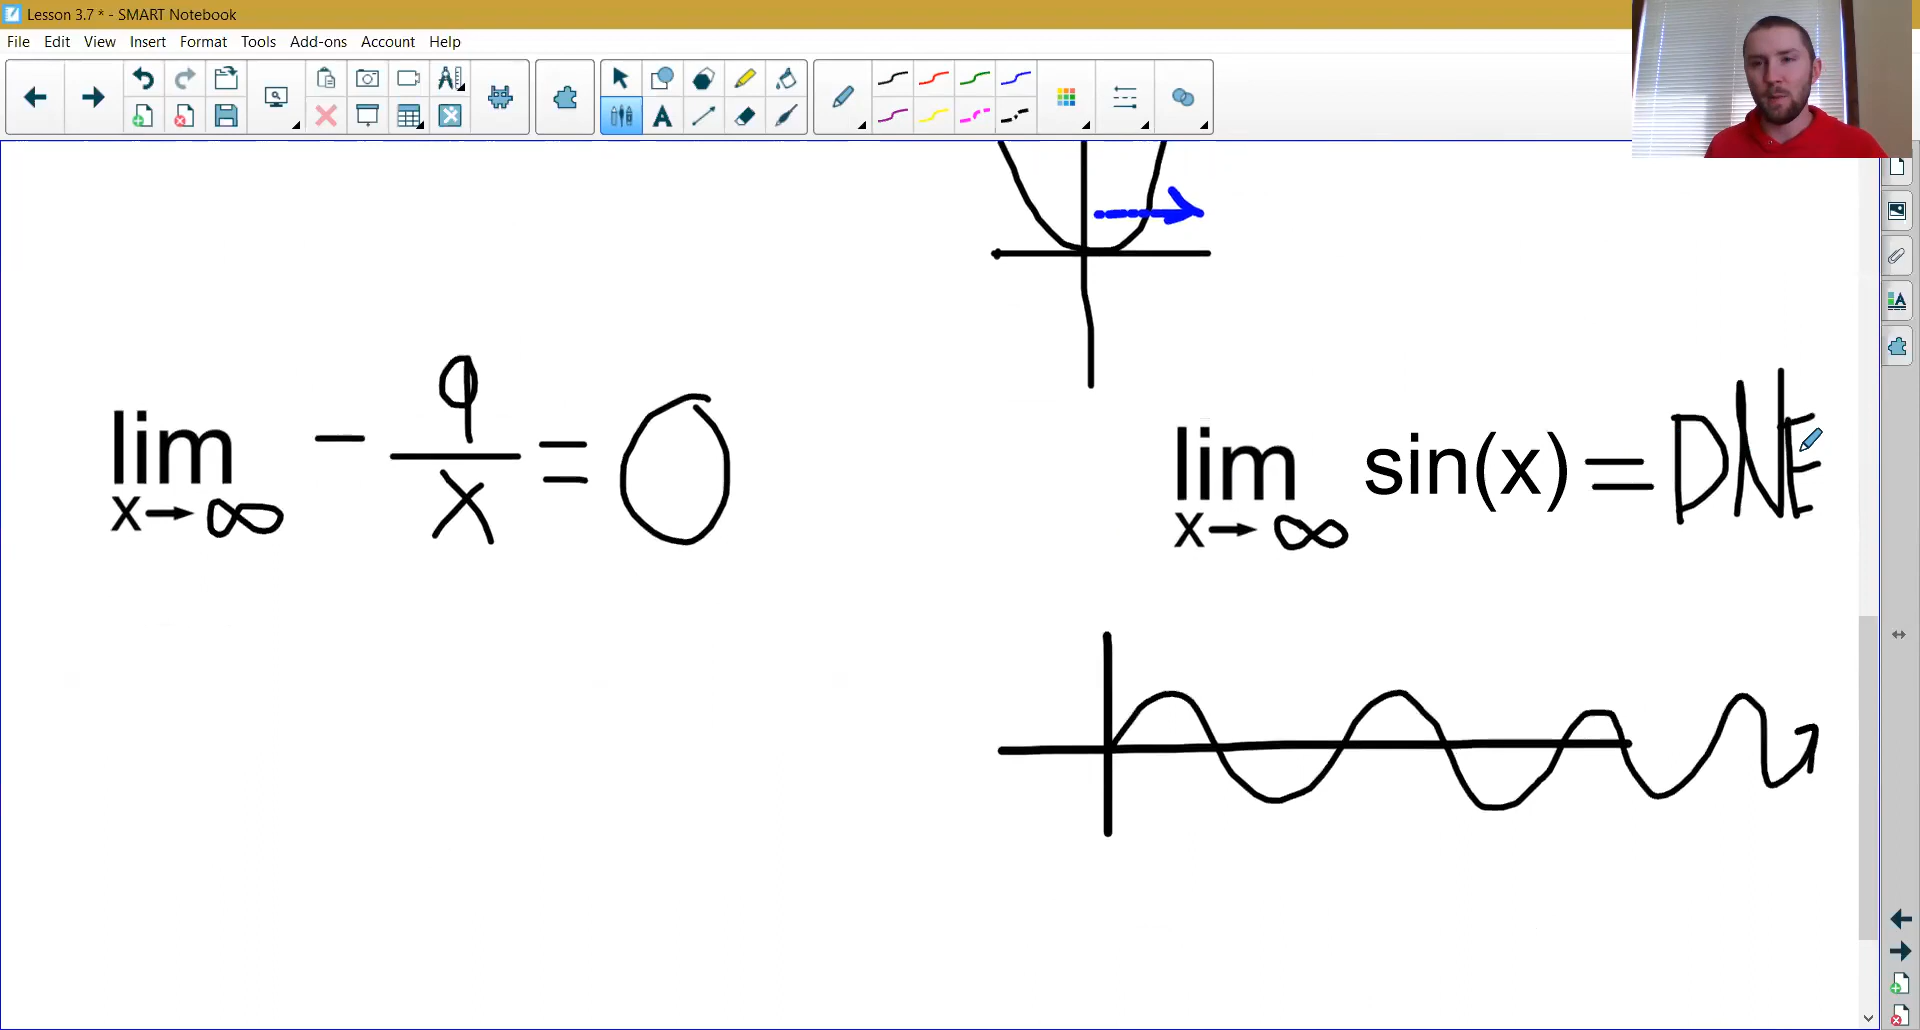 Lesson 3.7 * - SMART Notebook
File Edit View Insert Format Tools Add-ons Account Help
lim - 9/x = 0
x→∞
lim sin(x) = DNE
x→∞